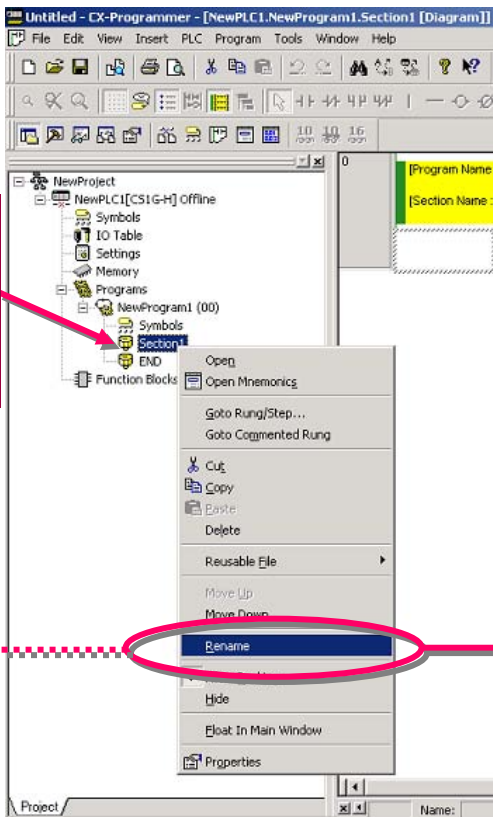 Untitled - CX-Programmer - [NewPLC1.NewProgram1.Section1 [Diagram]]
File Edit View Insert PLC Program Tools Window Help
10 10 16
0
[Program Name
[Section Name :
NewProject
NewPLC1[CS1G-H] Offline
Symbols
IO Table
Settings
Memory
Programs
NewProgram1 (00)
Symbols
Section1
END
Function Blocks
Open
Open Mnemonics
Goto Rung/Step...
Goto Commented Rung
Cut
Copy
Paste
Delete
Reusable File
Move Up
Move Down
Rename
Hide
Float In Main Window
Properties
Project
Name: